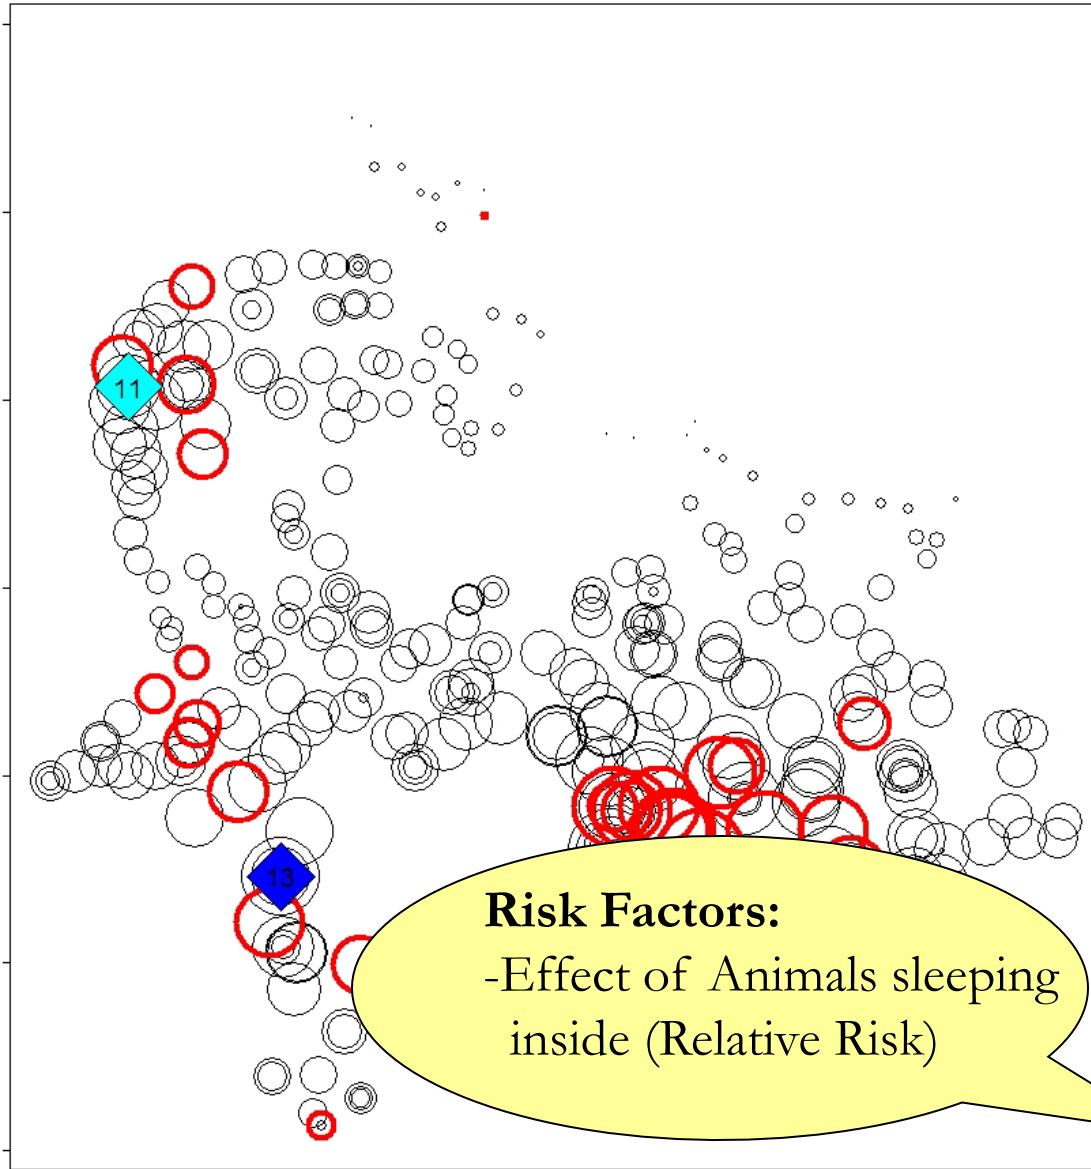 11
13
Risk Factors:
-Effect of Animals sleeping
inside (Relative Risk)